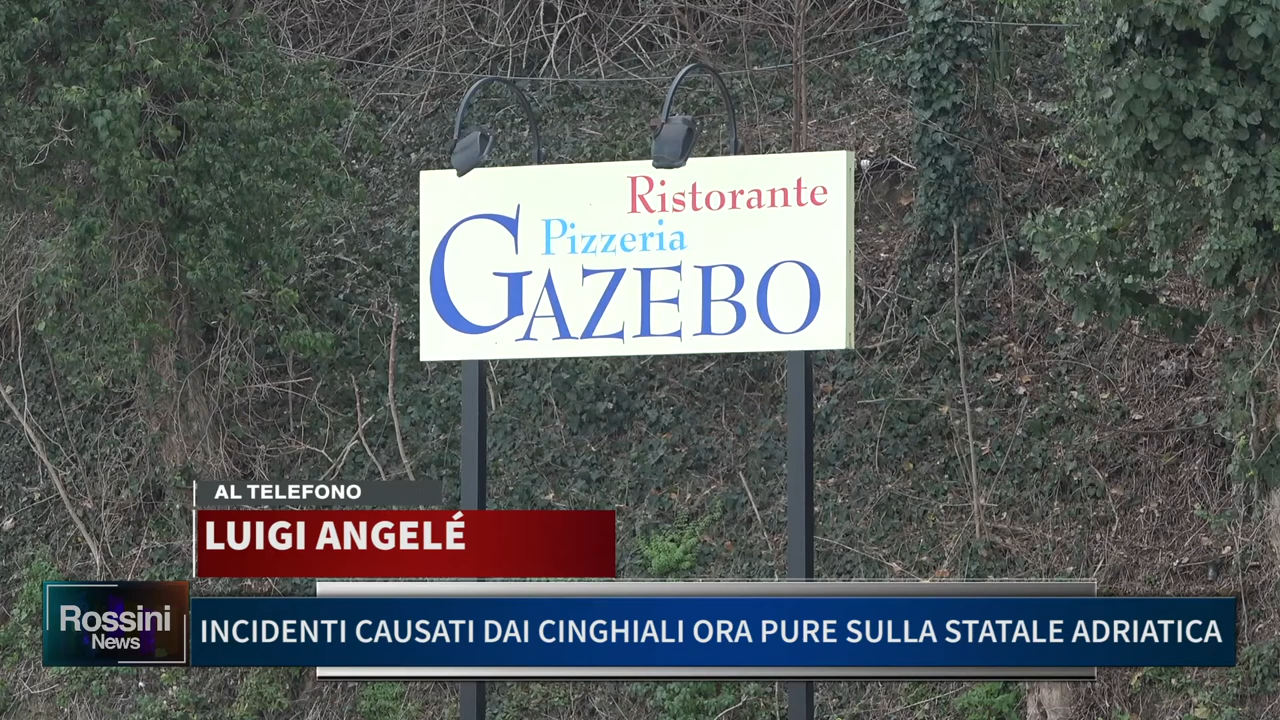 Ristorante
Pizzeria
GAZEBO
AL TELEFONO
LUIGI ANGELÉ
Rossini
News
INCIDENTI CAUSATI DAI CINGHIALI ORA PURE SULLA STATALE ADRIATICA